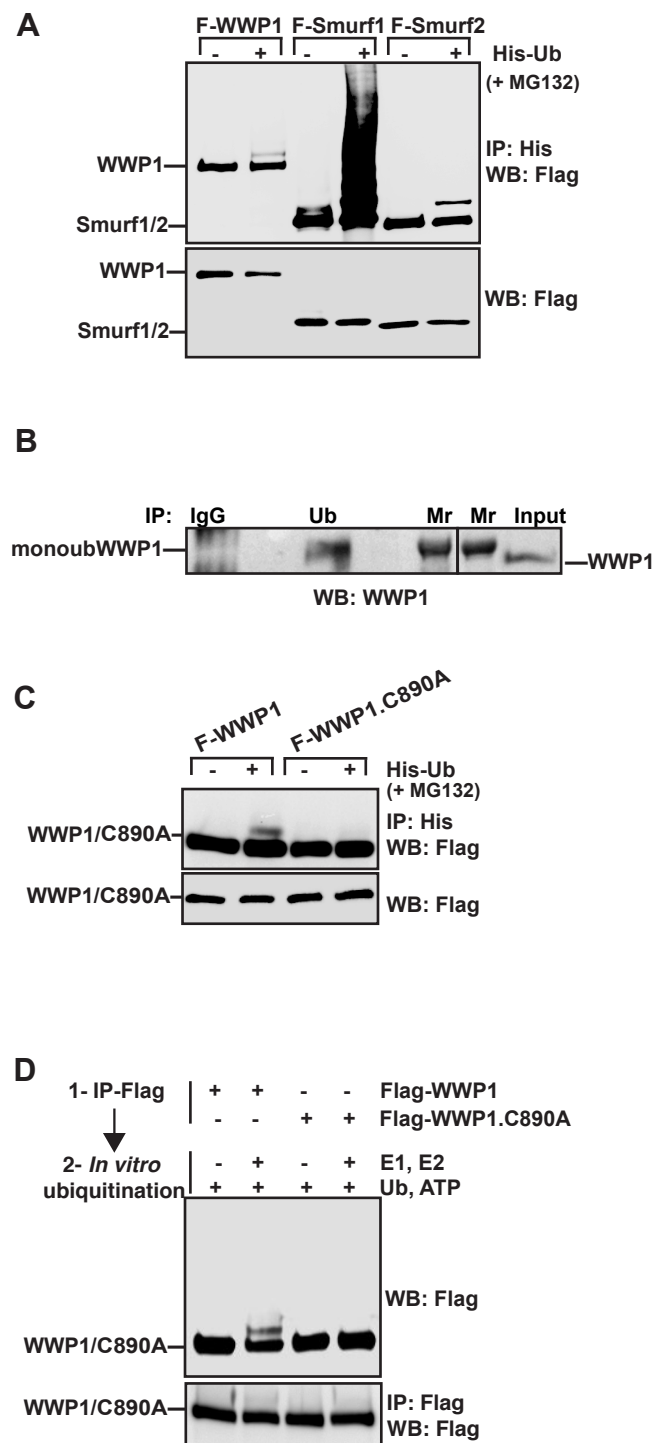 A
F-WWP1 F-Smurf1 F-Smurf2
- + - + - + His-Ub
(+ MG132)
IP: His
WWP1
WB: Flag
Smurf1/2
WWP1
WB: Flag
Smurf1/2
B
IP: IgG Ub Mr Mr Input
monoubWWP1
WWP1
WB: WWP1
C
F-WWP1 F-WWP1.C890A
- + - + His-Ub
(+ MG132)
IP: His
WWP1/C890A
WB: Flag
WWP1/C890A
WB: Flag
D
1- IP-Flag + + - - Flag-WWP1
- - + + Flag-WWP1.C890A
2- In vitro - + - + E1, E2
ubiquitination + + + + Ub, ATP
WB: Flag
WWP1/C890A
WWP1/C890A
IP: Flag
WB: Flag